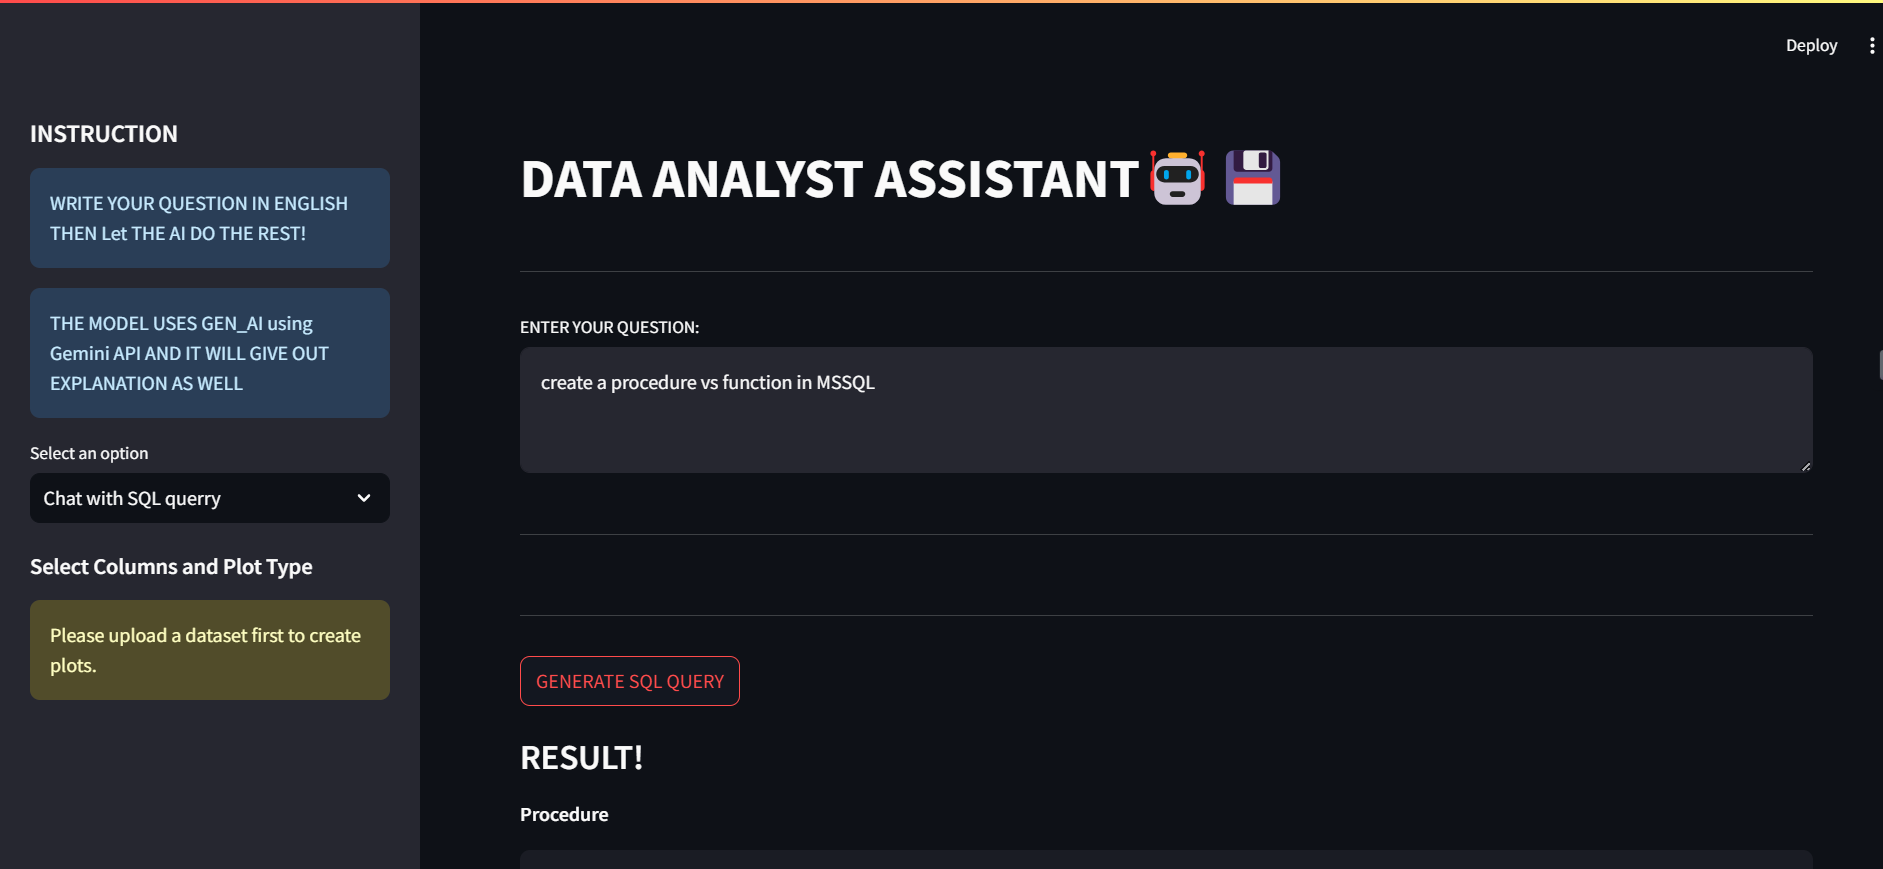 Deploy
INSTRUCTION
WRITE YOUR QUESTION IN ENGLISH
THEN Let THE AI DO THE REST!
THE MODEL USES GEN_AI using
Gemini API AND IT WILL GIVE OUT
EXPLANATION AS WELL
Select an option
Chat with SQL querry
Select Columns and Plot Type
Please upload a dataset first to create
plots.
DATA ANALYST ASSISTANT
ENTER YOUR QUESTION:
create a procedure vs function in MSSQL
GENERATE SQL QUERY
RESULT!
Procedure